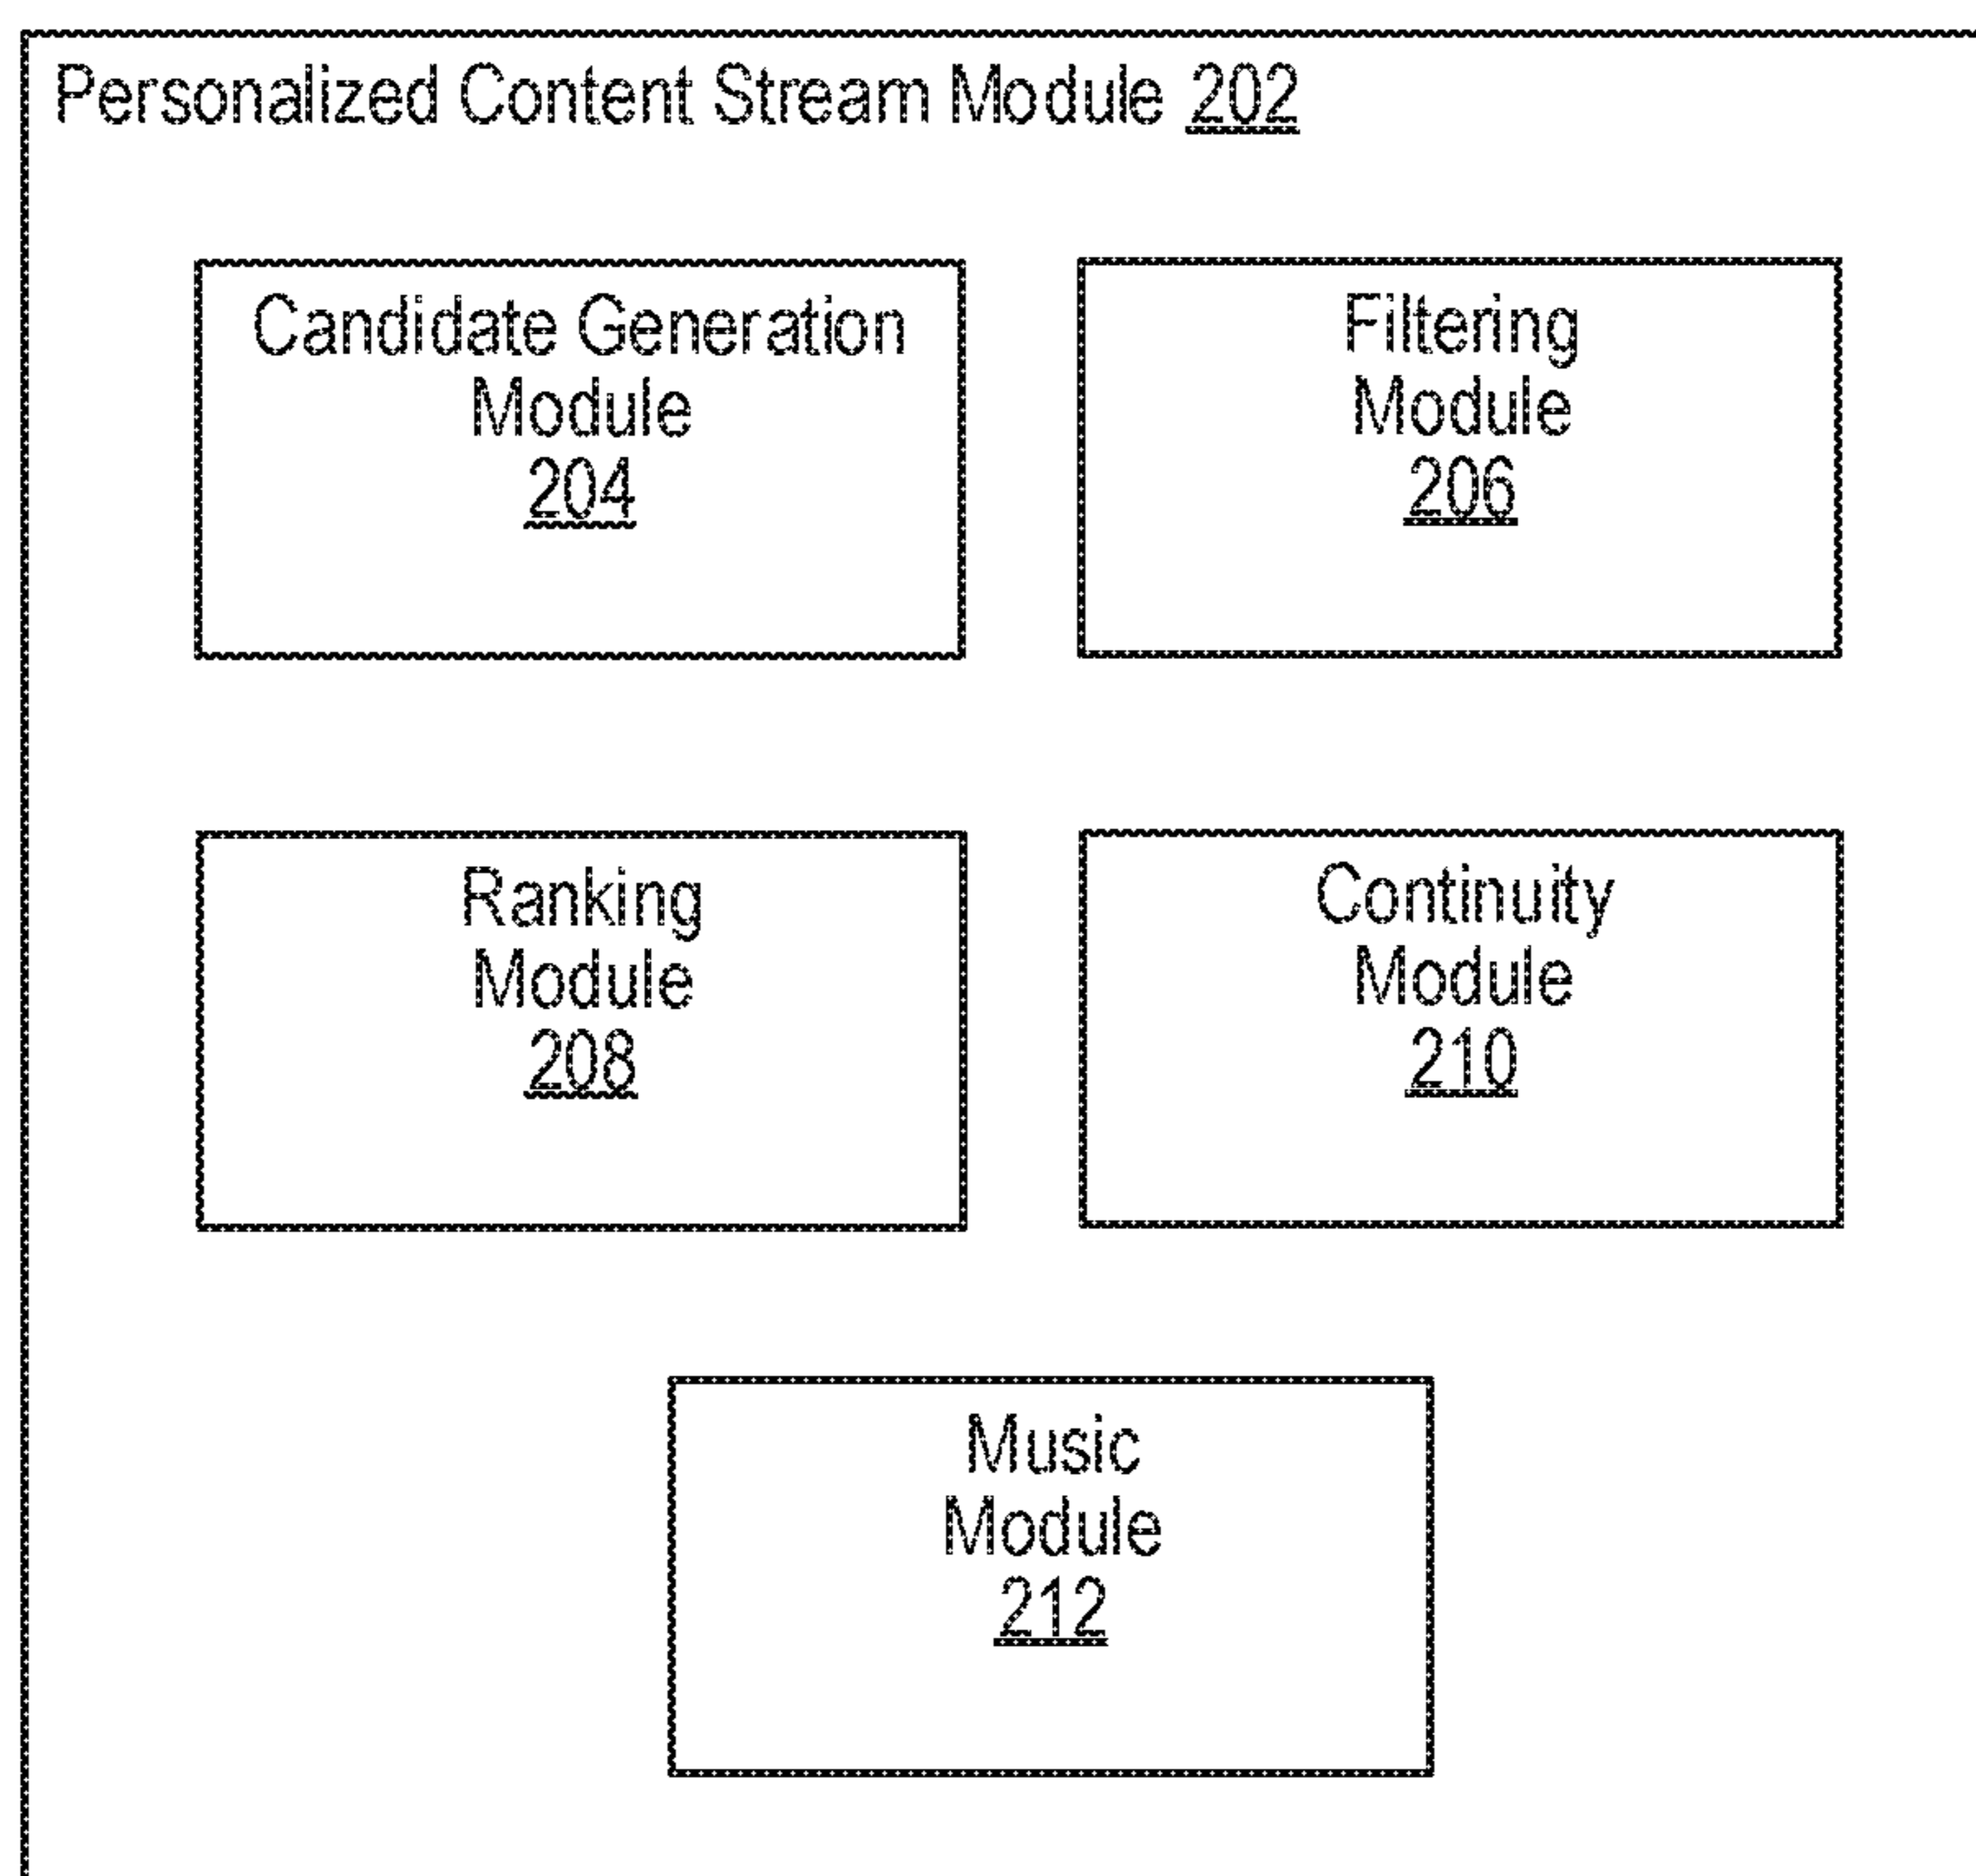 Personalized Content Stream Module 202
Candidate Generation
Module
204
Filtering
Module
206
Ranking
Module
208
Continuity
Module
210
Music
Module
212